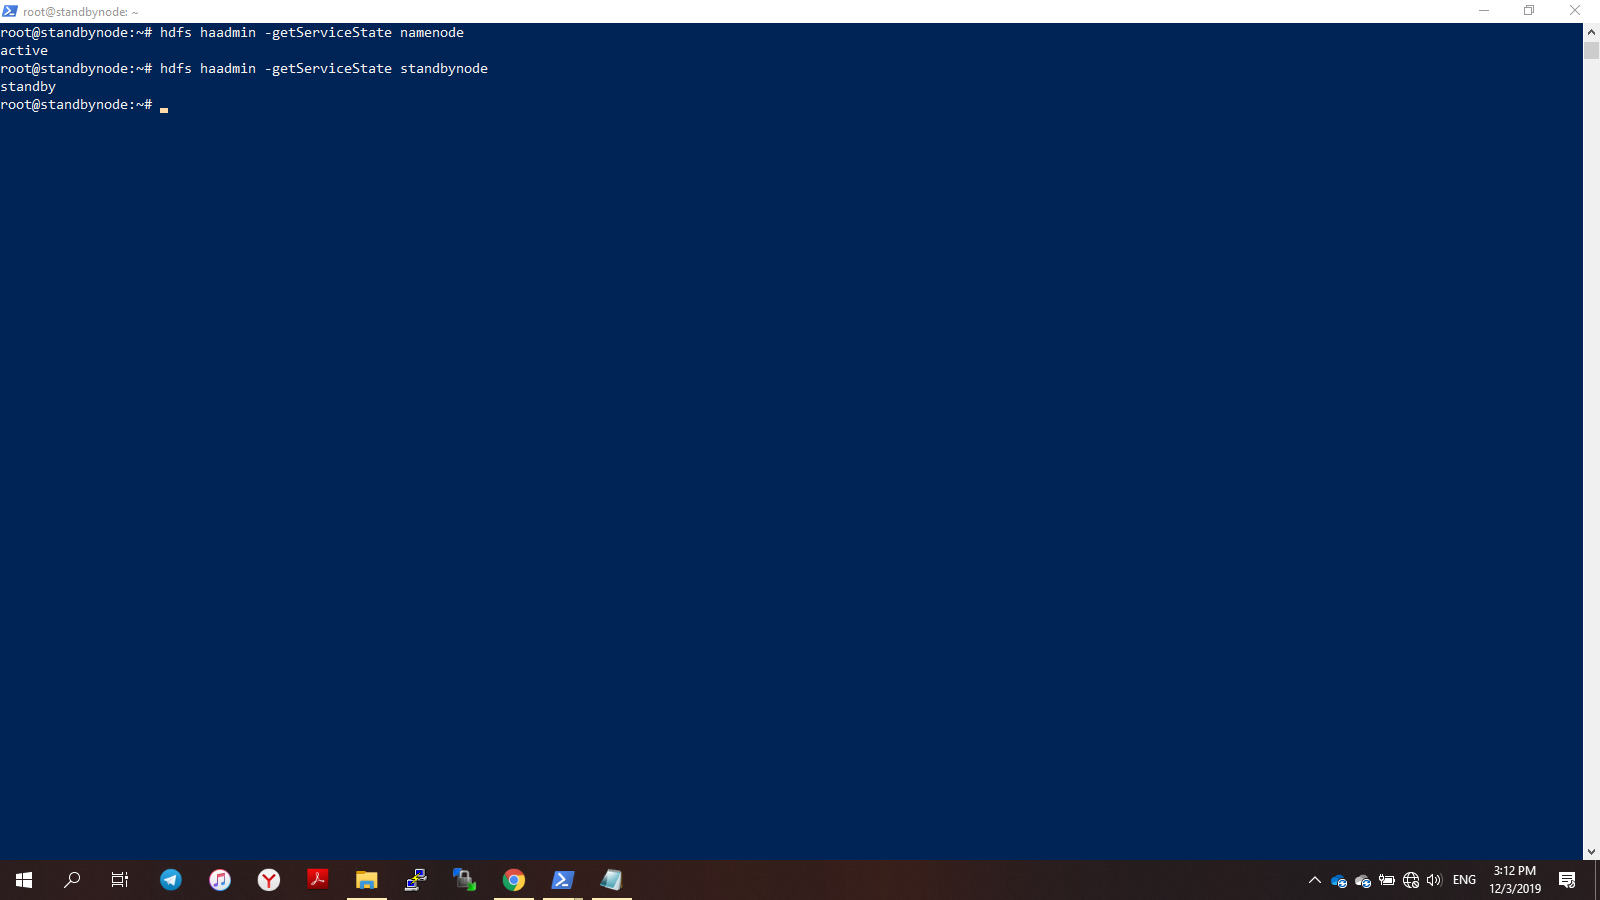 root@standbynode: ~
root@standbynode:~# hdfs haadmin -getServiceState namenode
active
root@standbynode:~# hdfs haadmin -getServiceState standbynode
standby
root@standbynode:~#
ENG
3:12 PM
12/3/2019